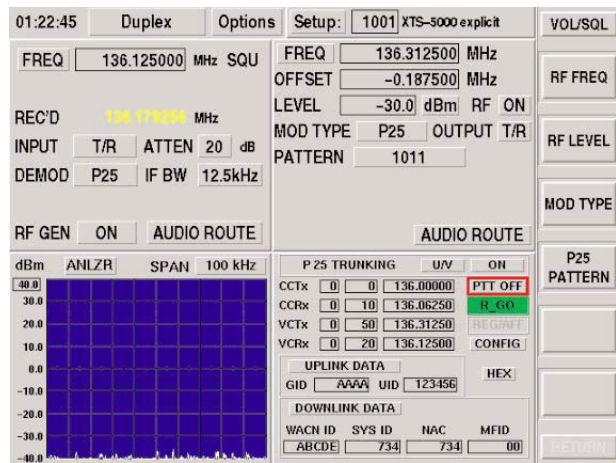 01:22:45 Duplex Options Setup: 1001 XTS–5000 explicit
FREQ 136.125000 MHz SQU
REC'D 136.179250 MHz
INPUT T/R ATTEN 20 dB
DEMOD P25 IF BW 12.5kHz
RF GEN ON AUDIO ROUTE
FREQ 136.312500 MHz
OFFSET –0.187500 MHz
LEVEL –30.0 dBm RF ON
MOD TYPE P25 OUTPUT T/R
PATTERN 1011
AUDIO ROUTE
dBm ANLZR SPAN 100 kHz
40.0
30.0
20.0
10.0
0.0
–10.0
–20.0
–30.0
–40.0
P25 TRUNKING U/V ON
CCTx 0 0 136.00000 PTT OFF
CCRx 0 10 136.06250 R_GO
VCTx 0 50 136.31250 REG/AFF
VCRx 0 20 136.12500 CONFIG
UPLINK DATA
HEX
GID AAAA UID 123456
DOWNLINK DATA
WACN ID SYS ID NAC MFID
ABCDE 734 734 00
VOL/SQL
RF FREQ
RF LEVEL
MOD TYPE
P25
PATTERN
RETURN